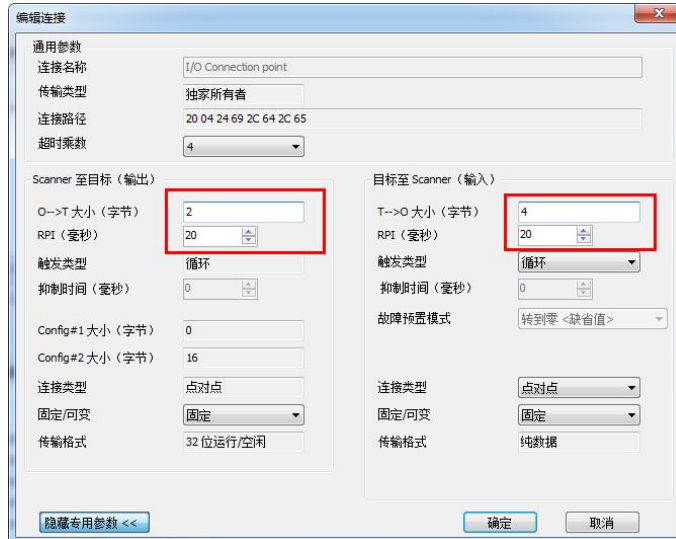 编辑连接
通用参数
连接名称 I/O Connection point
传输类型 独家所有者
连接路径 20 04 24 69 2C 64 2C 65
超时乘数 4
Scanner 至目标（输出）
O-->T 大小（字节） 2
RPI（毫秒） 20
触发类型 循环
抑制时间（毫秒） 0
Config#1 大小（字节） 0
Config#2 大小（字节） 16
连接类型 点对点
固定/可变 固定
传输格式 32 位运行/空闲
目标至 Scanner（输入）
T-->O 大小（字节） 4
RPI（毫秒） 20
触发类型 循环
抑制时间（毫秒） 0
故障预置模式 转到零 <缺省值>
连接类型 点对点
固定/可变 固定
传输格式 纯数据
隐藏专用参数 <<
确定 取消